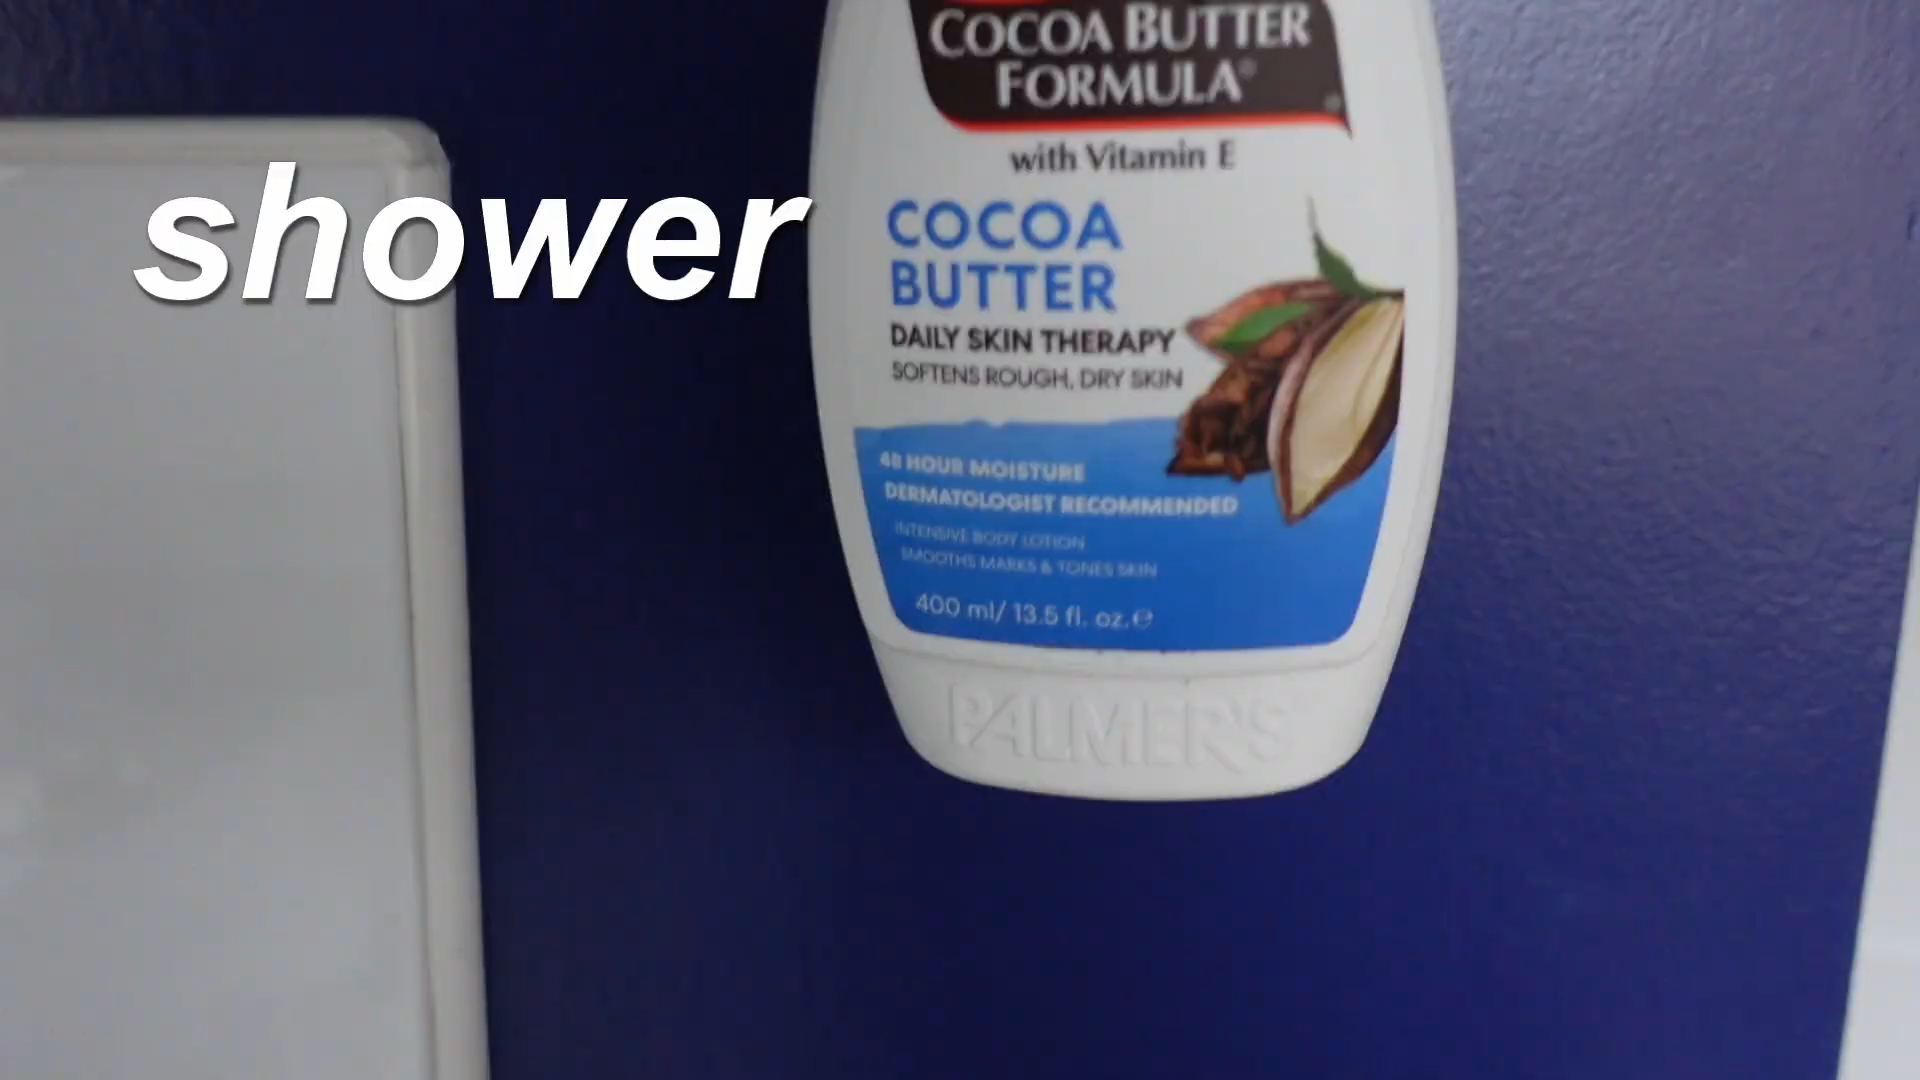 COCOA BUTTER
FORMULA®
with Vitamin E
shower
COCOA
BUTTER
DAILY SKIN THERAPY
SOFTENS ROUGH, DRY SKIN
48 HOUR MOISTURE
DERMATOLOGIST RECOMMENDED
INTENSIVE BODY LOTION
SMOOTHS MARKS & TONES SKIN
400 ml/ 13.5 fl. oz.℮
PALMER'S